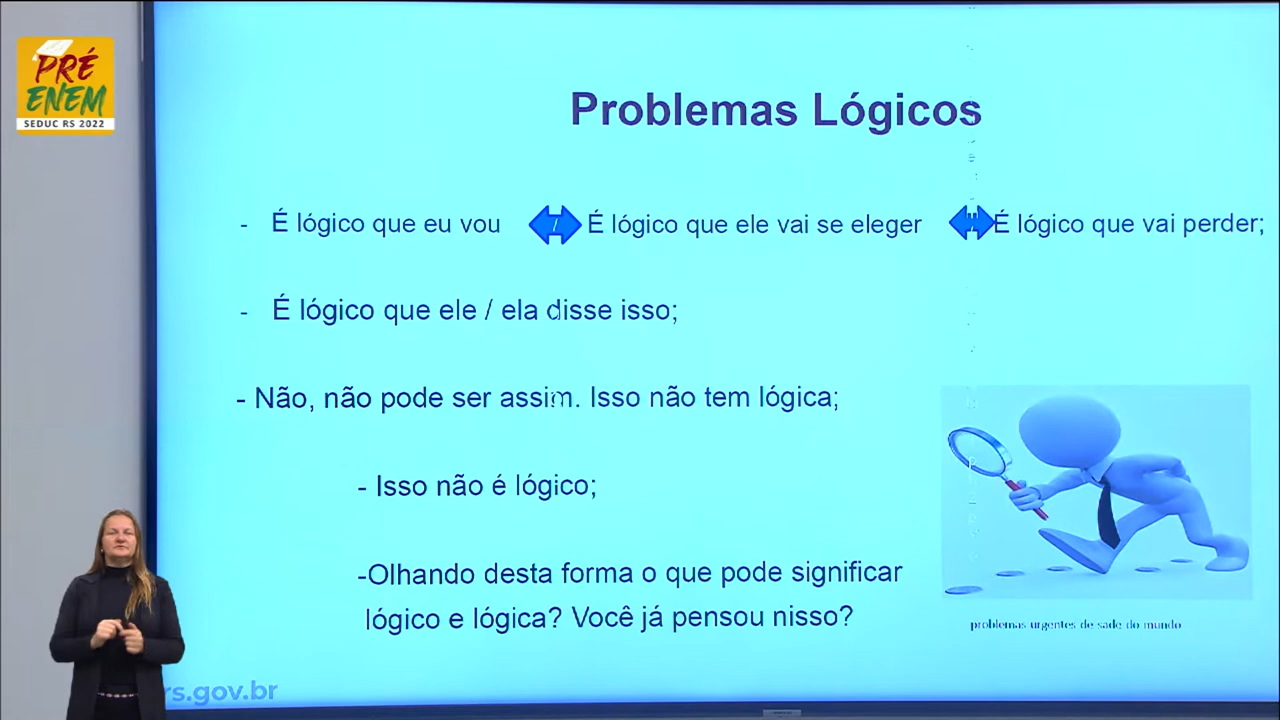 PRÉ
ENEM
SEDUC RS 2022
Problemas Lógicos
- É lógico que eu vou / É lógico que ele vai se eleger É lógico que vai perder;
- É lógico que ele / ela disse isso;
- Não, não pode ser assim. Isso não tem lógica;
- Isso não é lógico;
-Olhando desta forma o que pode significar
lógico e lógica? Você já pensou nisso?
problemas urgentes de sade do mundo
rs.gov.br